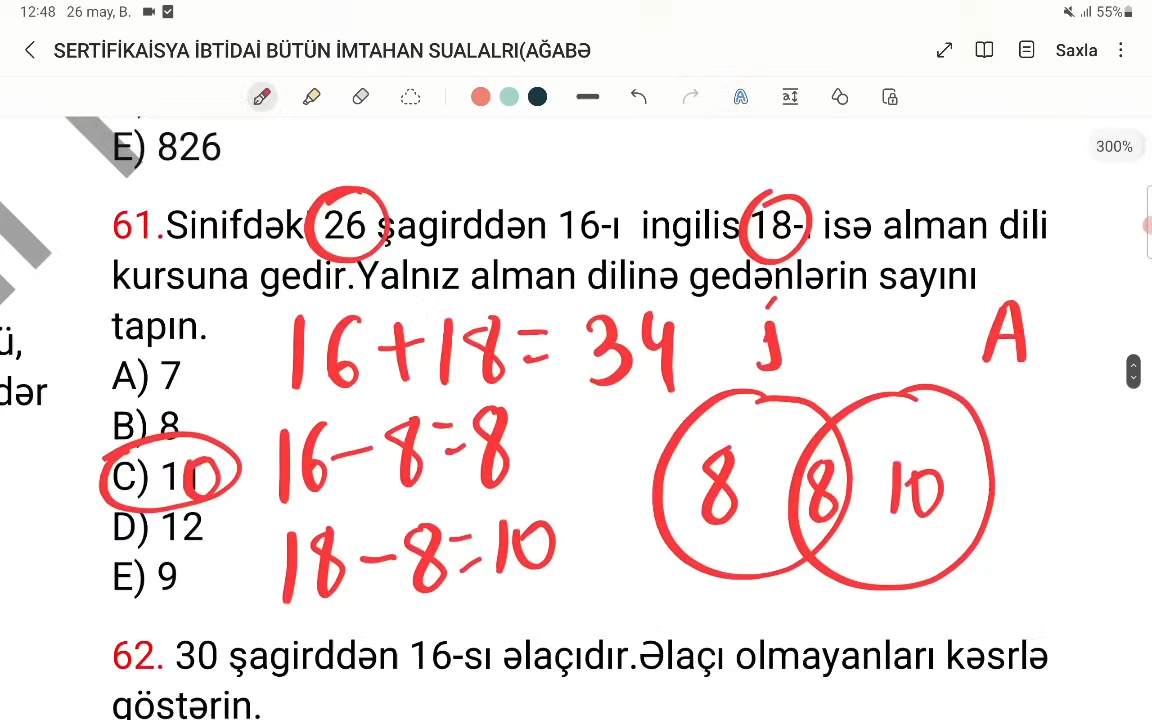 12:48 26 may, B. 55%
SERTİFİKAİSYA İBTİDAİ BÜTÜN İMTAHAN SUALALRI(AĞABƏ Saxla
300%
E) 826
61.Sinifdək 26 şagirddən 16-ı ingilis 18- isə alman dili
kursuna gedir.Yalnız alman dilinə gedənlərin sayını
tapın.
ü,
dər
16+18=34 i A
A) 7
B) 8
16-8=8
C) 10
8 8 10
D) 12
18-8=10
E) 9
62. 30 şagirddən 16-sı əlaçıdır.Əlaçı olmayanları kəsrlə
göstərin.